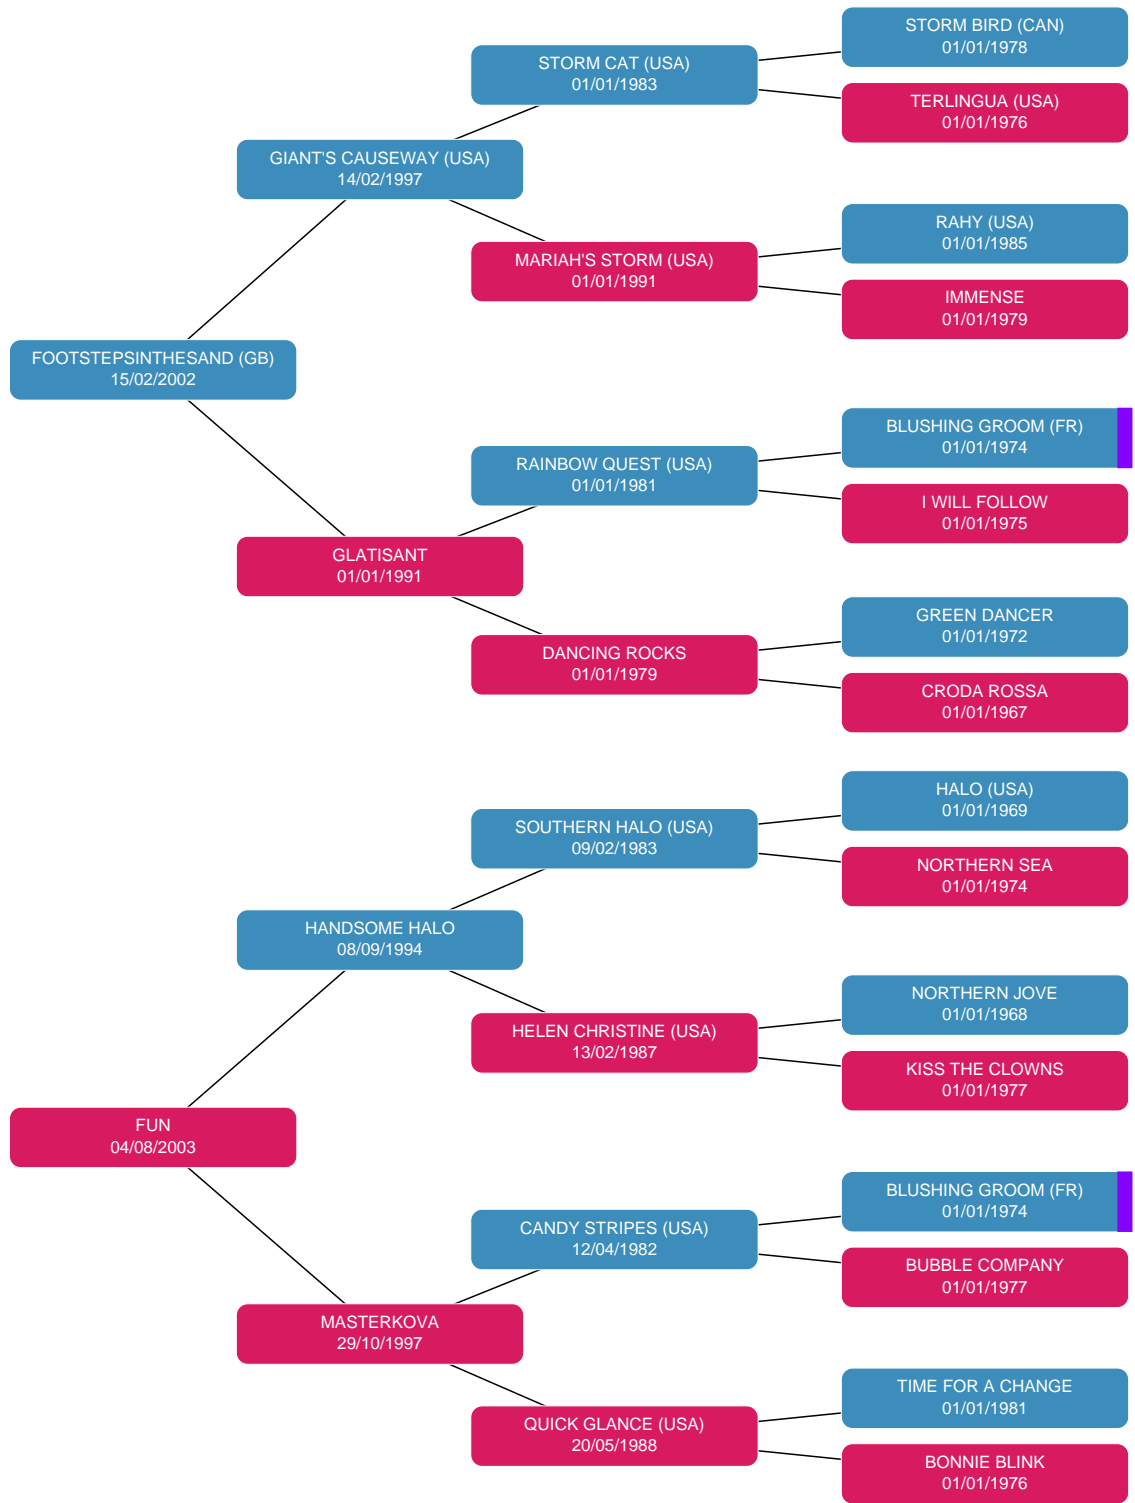 STORM BIRD (CAN)
01/01/1978
STORM CAT (USA)
01/01/1983
TERLINGUA (USA)
01/01/1976
GIANT'S CAUSEWAY (USA)
14/02/1997
RAHY (USA)
01/01/1985
MARIAH'S STORM (USA)
01/01/1991
IMMENSE
01/01/1979
FOOTSTEPSINTHESAND (GB)
15/02/2002
BLUSHING GROOM (FR)
01/01/1974
RAINBOW QUEST (USA)
01/01/1981
I WILL FOLLOW
01/01/1975
GLATISANT
01/01/1991
GREEN DANCER
01/01/1972
DANCING ROCKS
01/01/1979
CRODA ROSSA
01/01/1967
HALO (USA)
01/01/1969
SOUTHERN HALO (USA)
09/02/1983
NORTHERN SEA
01/01/1974
HANDSOME HALO
08/09/1994
NORTHERN JOVE
01/01/1968
HELEN CHRISTINE (USA)
13/02/1987
KISS THE CLOWNS
01/01/1977
FUN
04/08/2003
BLUSHING GROOM (FR)
01/01/1974
CANDY STRIPES (USA)
12/04/1982
BUBBLE COMPANY
01/01/1977
MASTERKOVA
29/10/1997
TIME FOR A CHANGE
01/01/1981
QUICK GLANCE (USA)
20/05/1988
BONNIE BLINK
01/01/1976